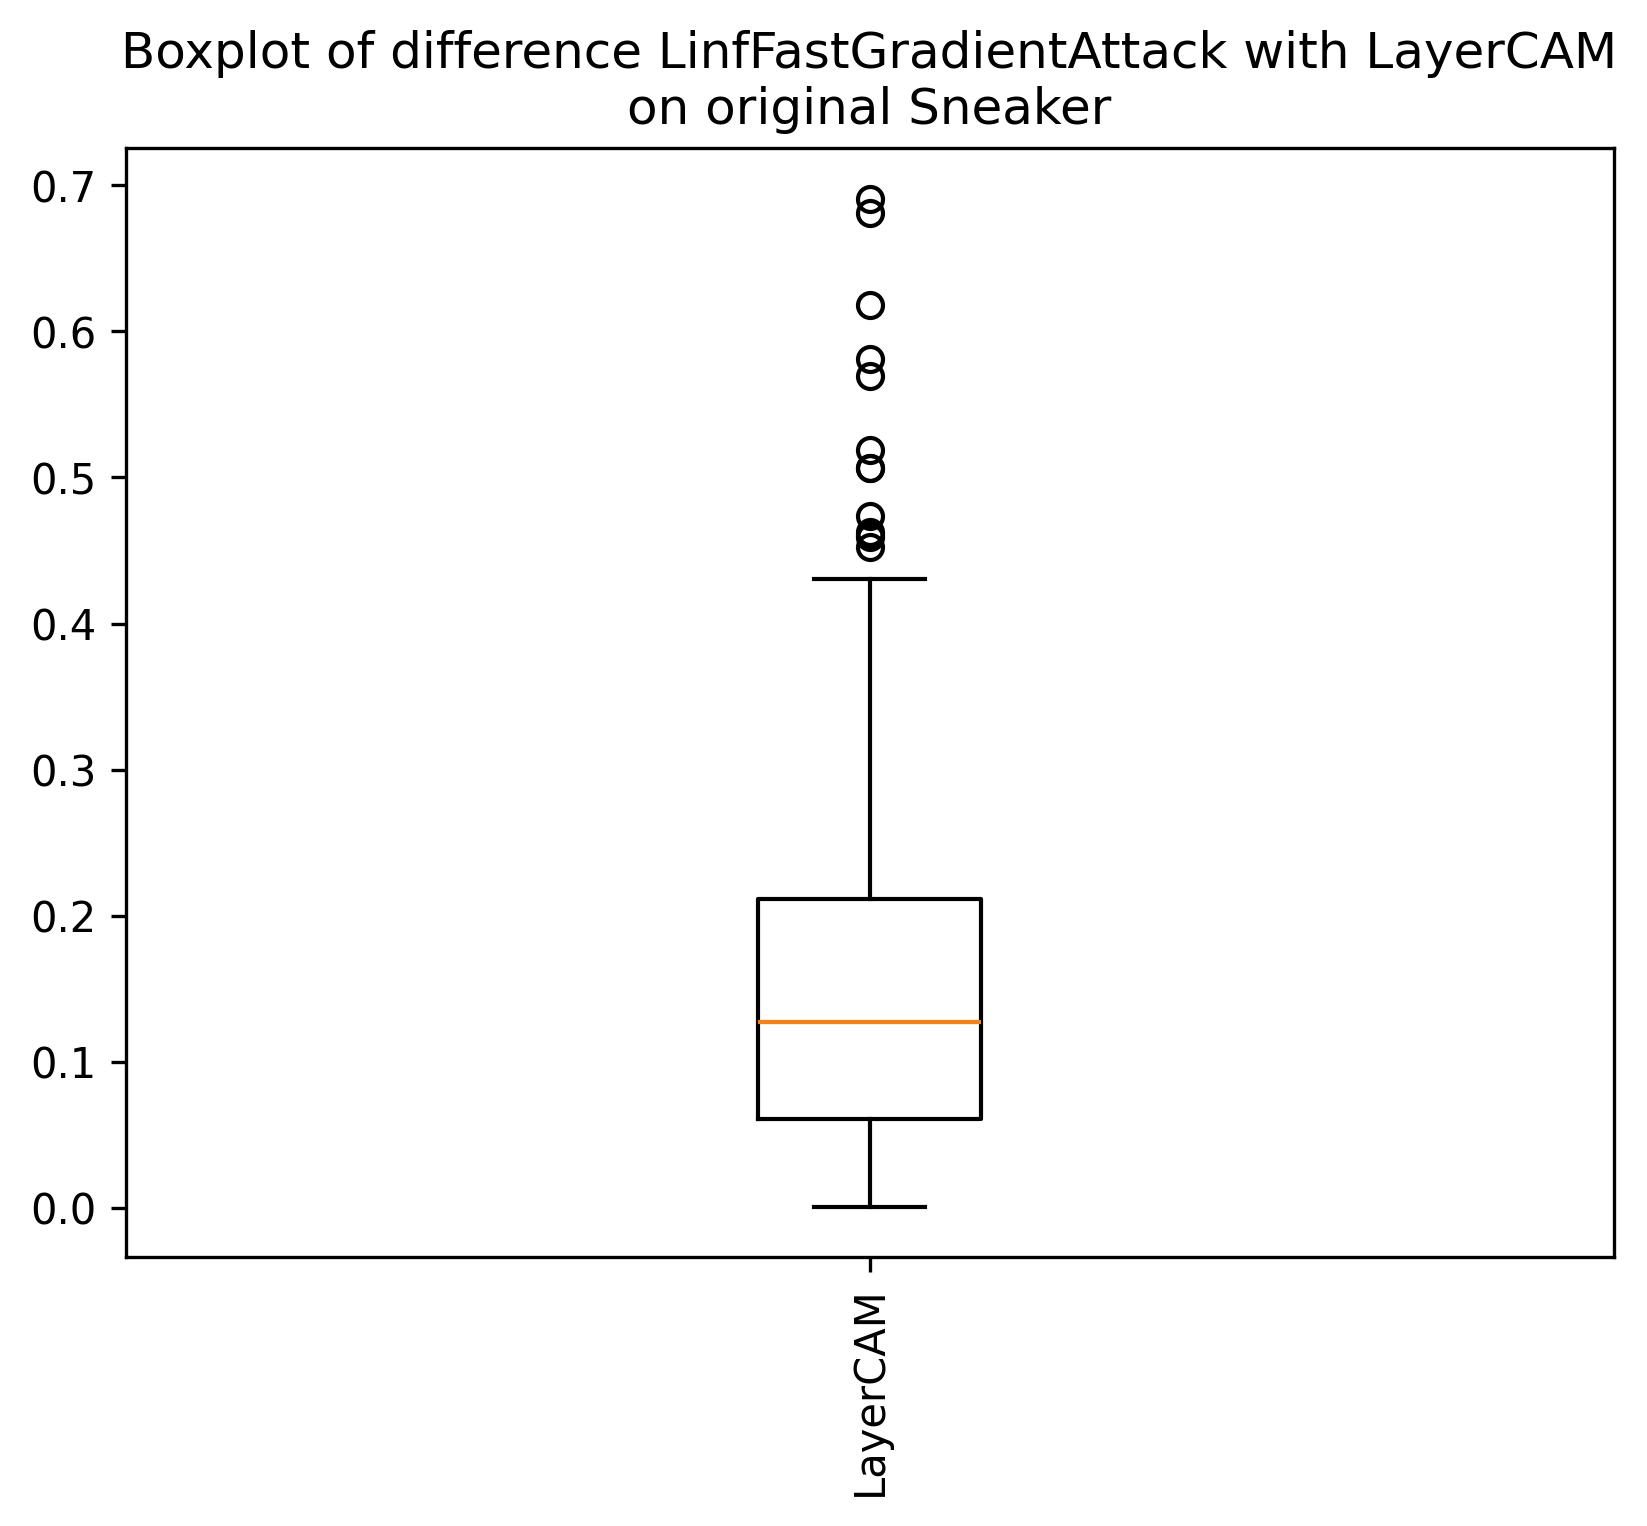 Boxplot of difference LinfFastGradientAttack with LayerCAM
on original Sneaker
0.7
0.6
0.5
0.4
0.3
0.2
0.1
0.0
LayerCAM